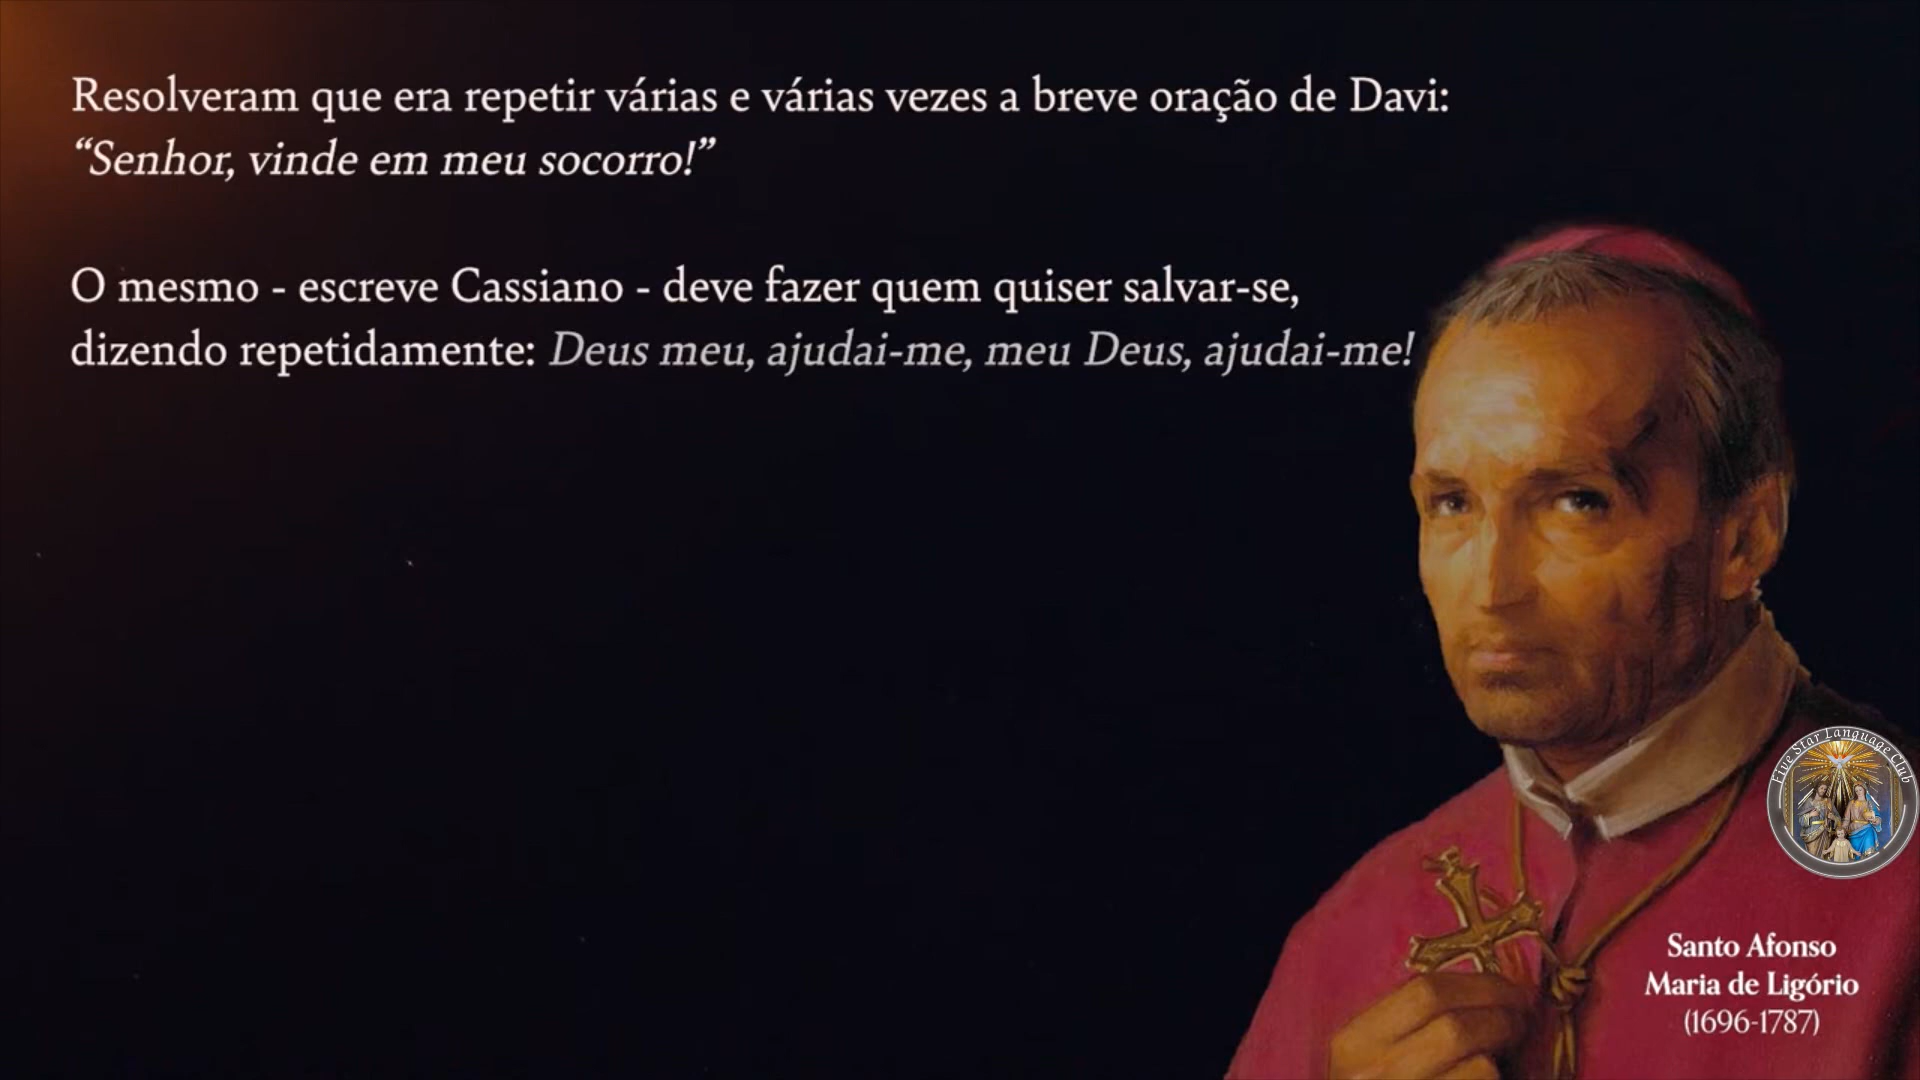 Resolveram que era repetir várias e várias vezes a breve oração de Davi:
“Senhor, vinde em meu socorro!”
O mesmo - escreve Cassiano - deve fazer quem quiser salvar-se,
dizendo repetidamente: Deus meu, ajudai-me, meu Deus, ajudai-me!
Five Star Language Club
Santo Afonso
Maria de Ligório
(1696-1787)